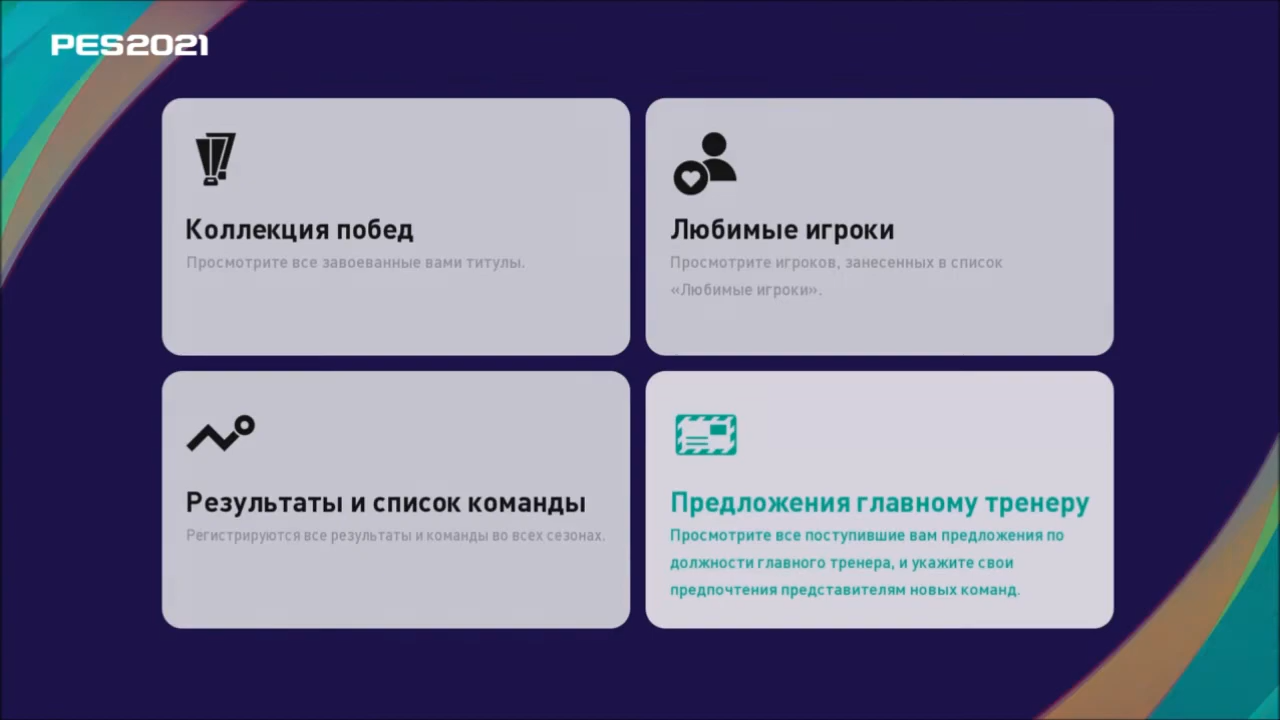 PES2021
Коллекция побед
Просмотрите все завоеванные вами титулы.
Любимые игроки
Просмотрите игроков, занесенных в список
«Любимые игроки».
Результаты и список команды
Регистрируются все результаты и команды во всех сезонах.
Предложения главному тренеру
Просмотрите все поступившие вам предложения по
должности главного тренера, и укажите свои
предпочтения представителям новых команд.